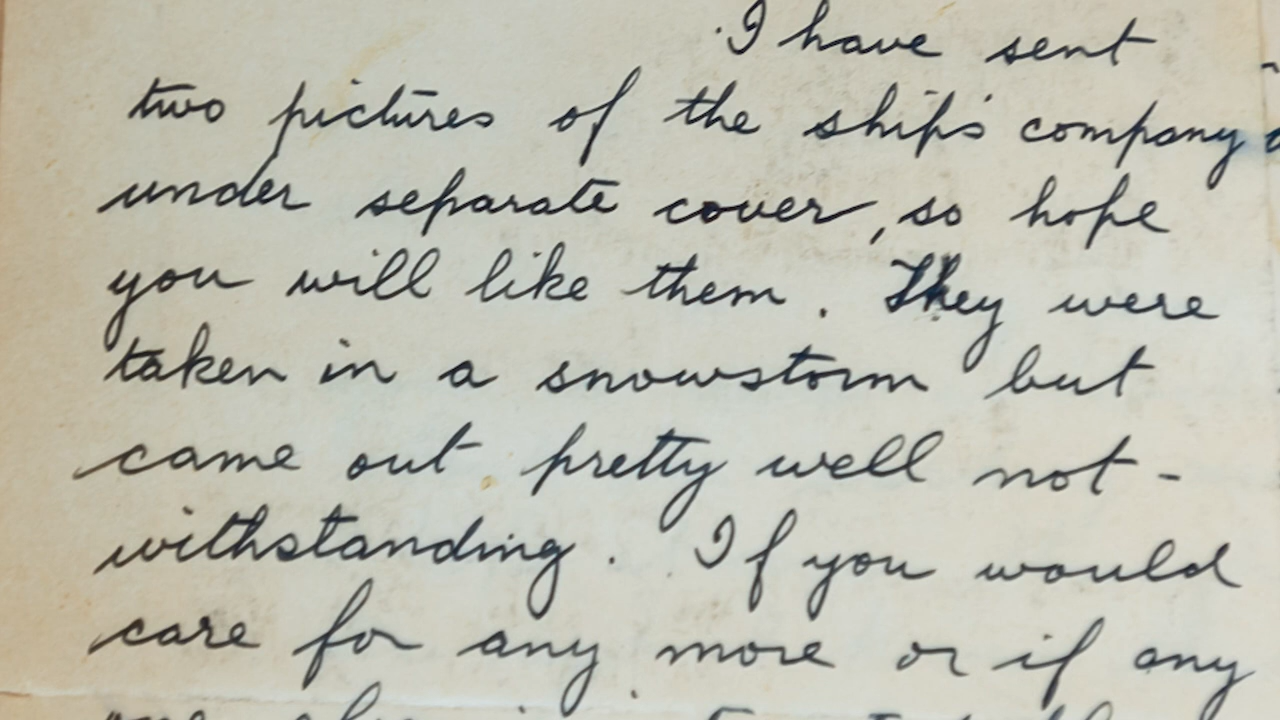 I have sent
two pictures of the ship's company
under separate cover, so hope
you will like them. They were
taken in a snowstorm but
came out pretty well not-
withstanding. If you would
care for any more or if any